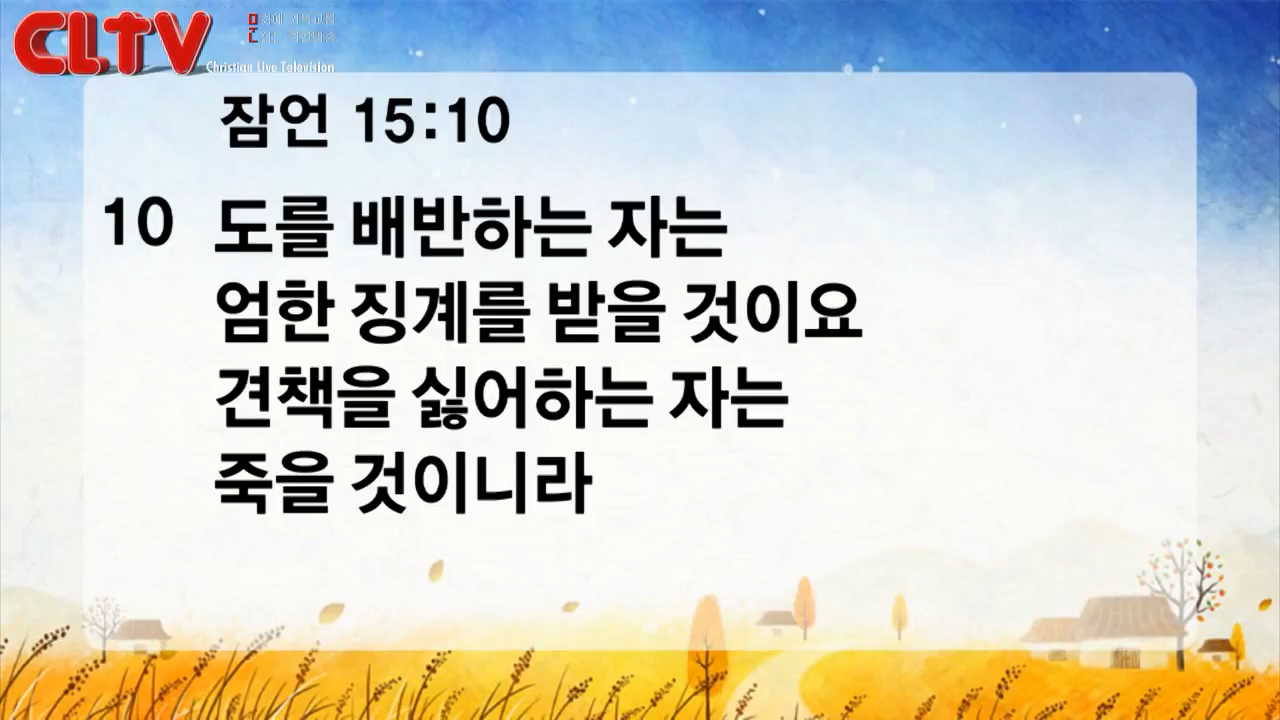 CLTV
Christian Live Television
잠언 15:10
10 도를 배반하는 자는
엄한 징계를 받을 것이요
견책을 싫어하는 자는
죽을 것이니라